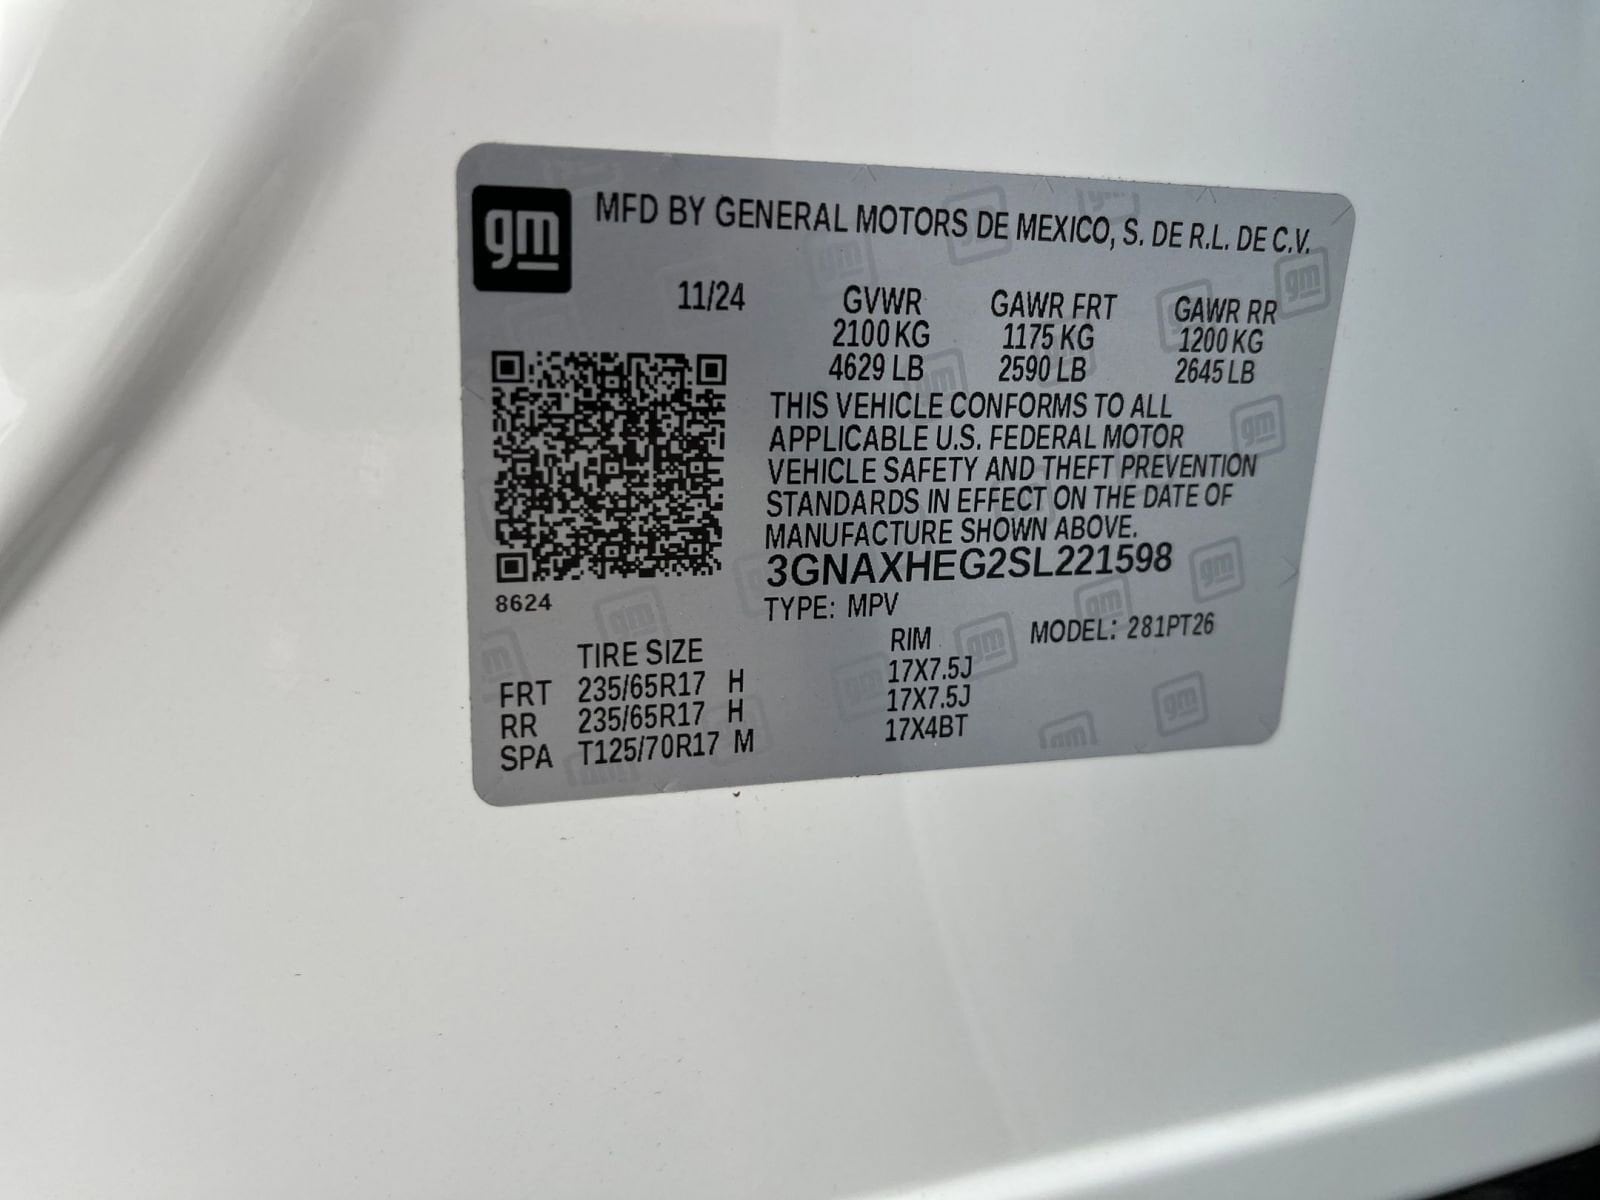 gm MFD BY GENERAL MOTORS DE MEXICO, S. DE R.L. DE C.V.
11/24 GVWR GAWR FRT GAWR RR
2100 KG 1175 KG 1200 KG
4629 LB 2590 LB 2645 LB
THIS VEHICLE CONFORMS TO ALL
APPLICABLE U.S. FEDERAL MOTOR
VEHICLE SAFETY AND THEFT PREVENTION
STANDARDS IN EFFECT ON THE DATE OF
MANUFACTURE SHOWN ABOVE.
3GNAXHEG2SL221598
8624
TYPE: MPV MODEL: 281PT26
TIRE SIZE RIM
FRT 235/65R17 H 17X7.5J
RR 235/65R17 H 17X7.5J
SPA T125/70R17 M 17X4BT